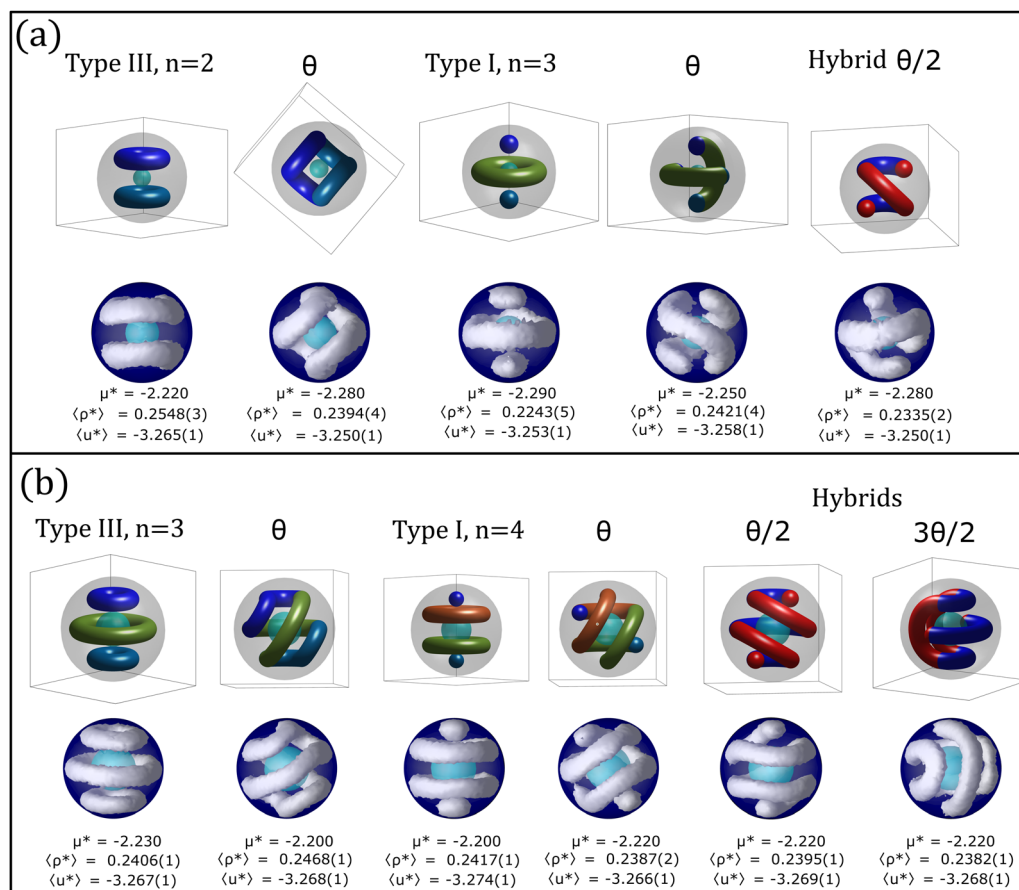 (a)
Type III, n=2 θ Type I, n=3 θ Hybrid θ/2
μ* = -2.220 μ* = -2.280 μ* = -2.290 μ* = -2.250 μ* = -2.280
⟨ρ*⟩ = 0.2548(3) ⟨ρ*⟩ = 0.2394(4) ⟨ρ*⟩ = 0.2243(5) ⟨ρ*⟩ = 0.2421(4) ⟨ρ*⟩ = 0.2335(2)
⟨u*⟩ = -3.265(1) ⟨u*⟩ = -3.250(1) ⟨u*⟩ = -3.253(1) ⟨u*⟩ = -3.258(1) ⟨u*⟩ = -3.250(1)
(b)
Hybrids
Type III, n=3 θ Type I, n=4 θ θ/2 3θ/2
μ* = -2.230 μ* = -2.200 μ* = -2.200 μ* = -2.220 μ* = -2.220 μ* = -2.220
⟨ρ*⟩ = 0.2406(1) ⟨ρ*⟩ = 0.2468(1) ⟨ρ*⟩ = 0.2417(1) ⟨ρ*⟩ = 0.2387(2) ⟨ρ*⟩ = 0.2395(1) ⟨ρ*⟩ = 0.2382(1)
⟨u*⟩ = -3.267(1) ⟨u*⟩ = -3.268(1) ⟨u*⟩ = -3.274(1) ⟨u*⟩ = -3.266(1) ⟨u*⟩ = -3.269(1) ⟨u*⟩ = -3.268(1)